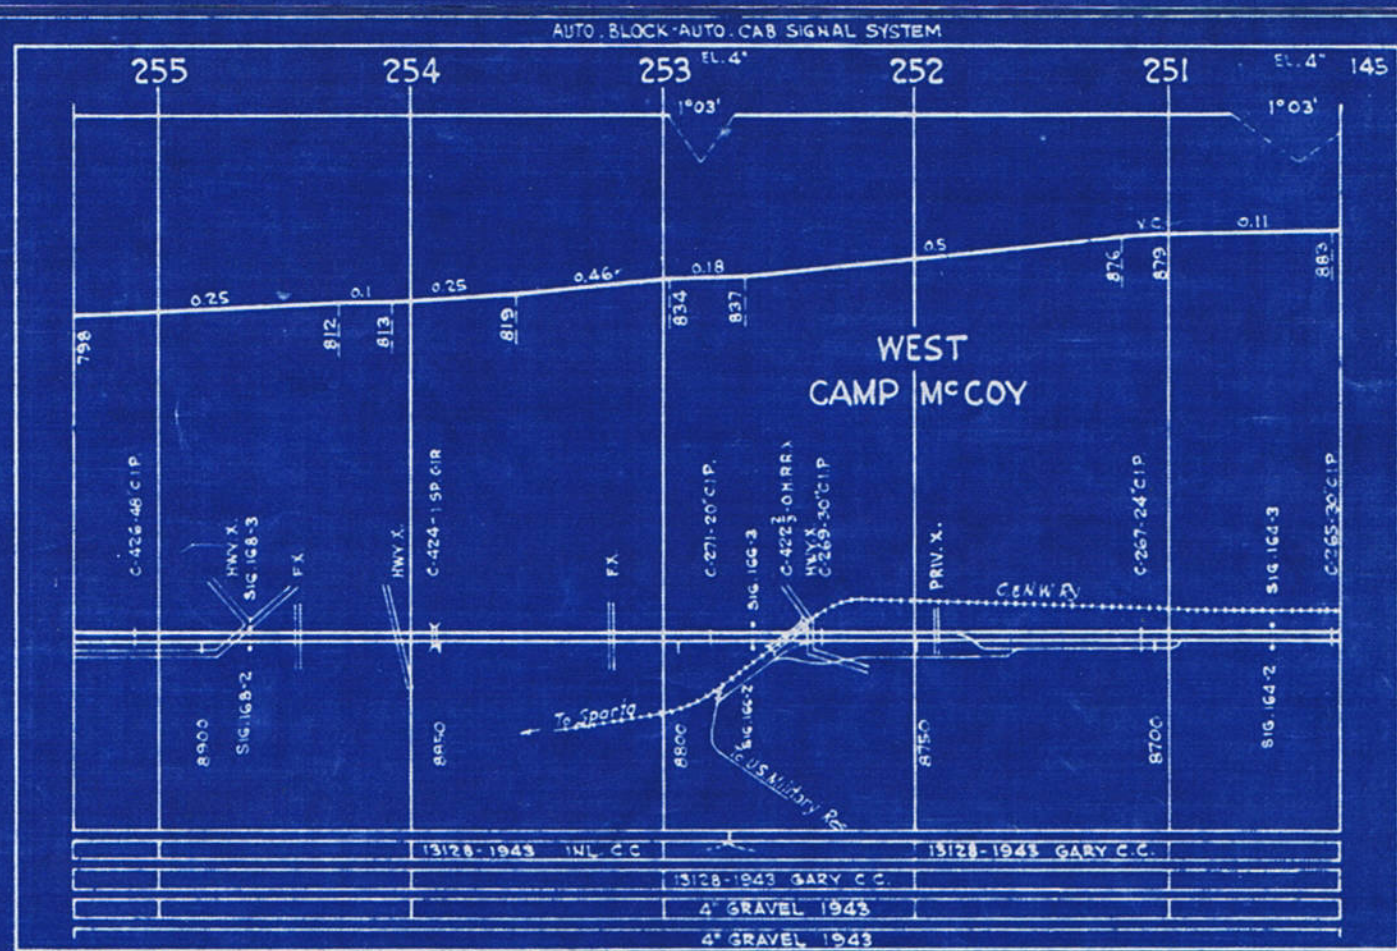 AUTO. BLOCK-AUTO. CAB SIGNAL SYSTEM
255 254 253 EL. 4" 252 251 EL. 4" 145
1°03' 1°03'
0.25 0.1 0.25 0.46 0.18 0.5 V.C. 0.11
798 812 813 819 834 837 876 879 883
WEST
CAMP McCOY
C-426-48"C.I.P.
HWY X.
SIG. 168-3
F.X.
HWY X.
C-424-1 SP. GIR
F.X.
C-271-20"C.I.P.
SIG. 166-3
C-422⅔-O.H.R.R.X
HWY X
C-269-30"C.I.P
PRIV. X.
C&NW Ry
C-267-24"C.I.P
SIG. 164-3
C-265-30"C.I.P
8900
SIG. 168-2
8850
To Sparta
8800
SIG. 166-2
To US Military Res
8750
8700
SIG. 164-2
13128-1943 INL. C.C 13128-1943 GARY C.C.
13128-1943 GARY C C.
4" GRAVEL 1943
4" GRAVEL 1943